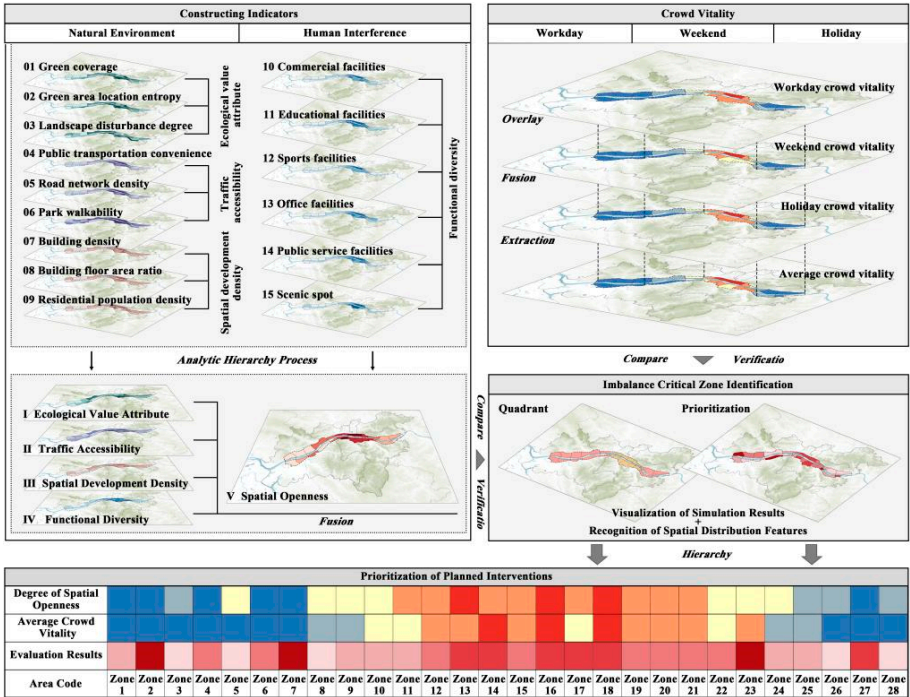 Constructing Indicators
Natural Environment
Human Interference
01 Green coverage
02 Green area location entropy
03 Landscape disturbance degree
Ecological value
attribute
04 Public transportation convenience
05 Road network density
06 Park walkability
Traffic
accessibility
07 Building density
08 Building floor area ratio
09 Residential population density
Spatial development
density
10 Commercial facilities
11 Educational facilities
12 Sports facilities
13 Office facilities
14 Public service facilities
15 Scenic spot
Functional diversity
Analytic Hierarchy Process
I Ecological Value Attribute
II Traffic Accessibility
III Spatial Development Density
IV Functional Diversity
V Spatial Openness
Fusion
Compare
Verificatio
Crowd Vitality
Workday
Weekend
Holiday
Workday crowd vitality
Overlay
Weekend crowd vitality
Fusion
Holiday crowd vitality
Extraction
Average crowd vitality
Compare
Verificatio
Imbalance Critical Zone Identification
Quadrant
Prioritization
Visualization of Simulation Results
+
Recognition of Spatial Distribution Features
Hierarchy
Prioritization of Planned Interventions
Degree of Spatial
Openness
Average Crowd
Vitality
Evaluation Results
Area Code
Zone 1
Zone 2
Zone 3
Zone 4
Zone 5
Zone 6
Zone 7
Zone 8
Zone 9
Zone 10
Zone 11
Zone 12
Zone 13
Zone 14
Zone 15
Zone 16
Zone 17
Zone 18
Zone 19
Zone 20
Zone 21
Zone 22
Zone 23
Zone 24
Zone 25
Zone 26
Zone 27
Zone 28